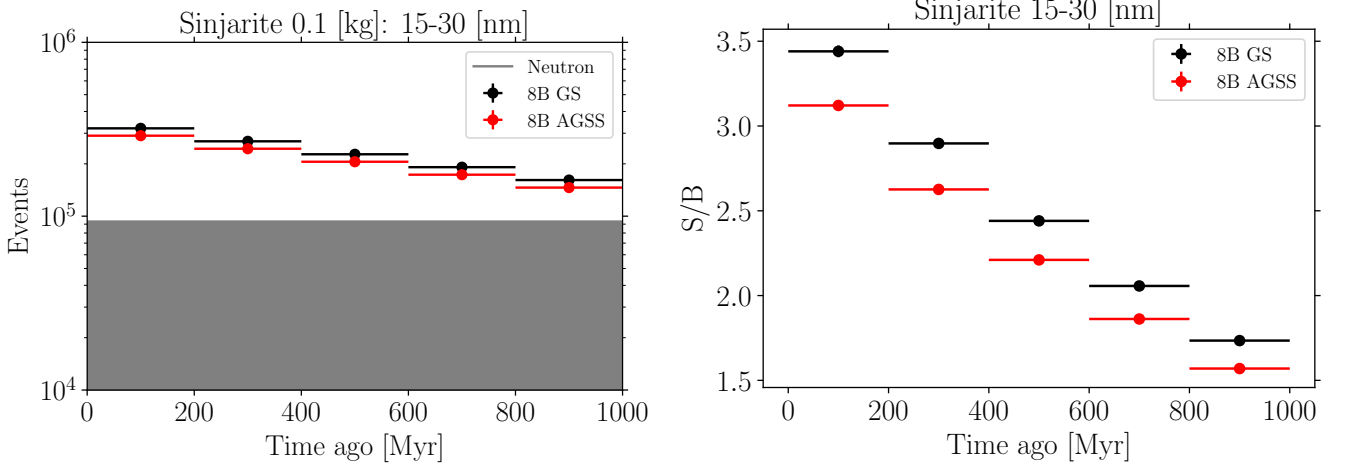 Sinjarite 0.1 [kg]: 15-30 [nm]
Events
10^6
10^5
10^4
Neutron
8B GS
8B AGSS
0 200 400 600 800 1000
Time ago [Myr]
Sinjarite 15-30 [nm]
S/B
3.5
3.0
2.5
2.0
1.5
8B GS
8B AGSS
0 200 400 600 800 1000
Time ago [Myr]